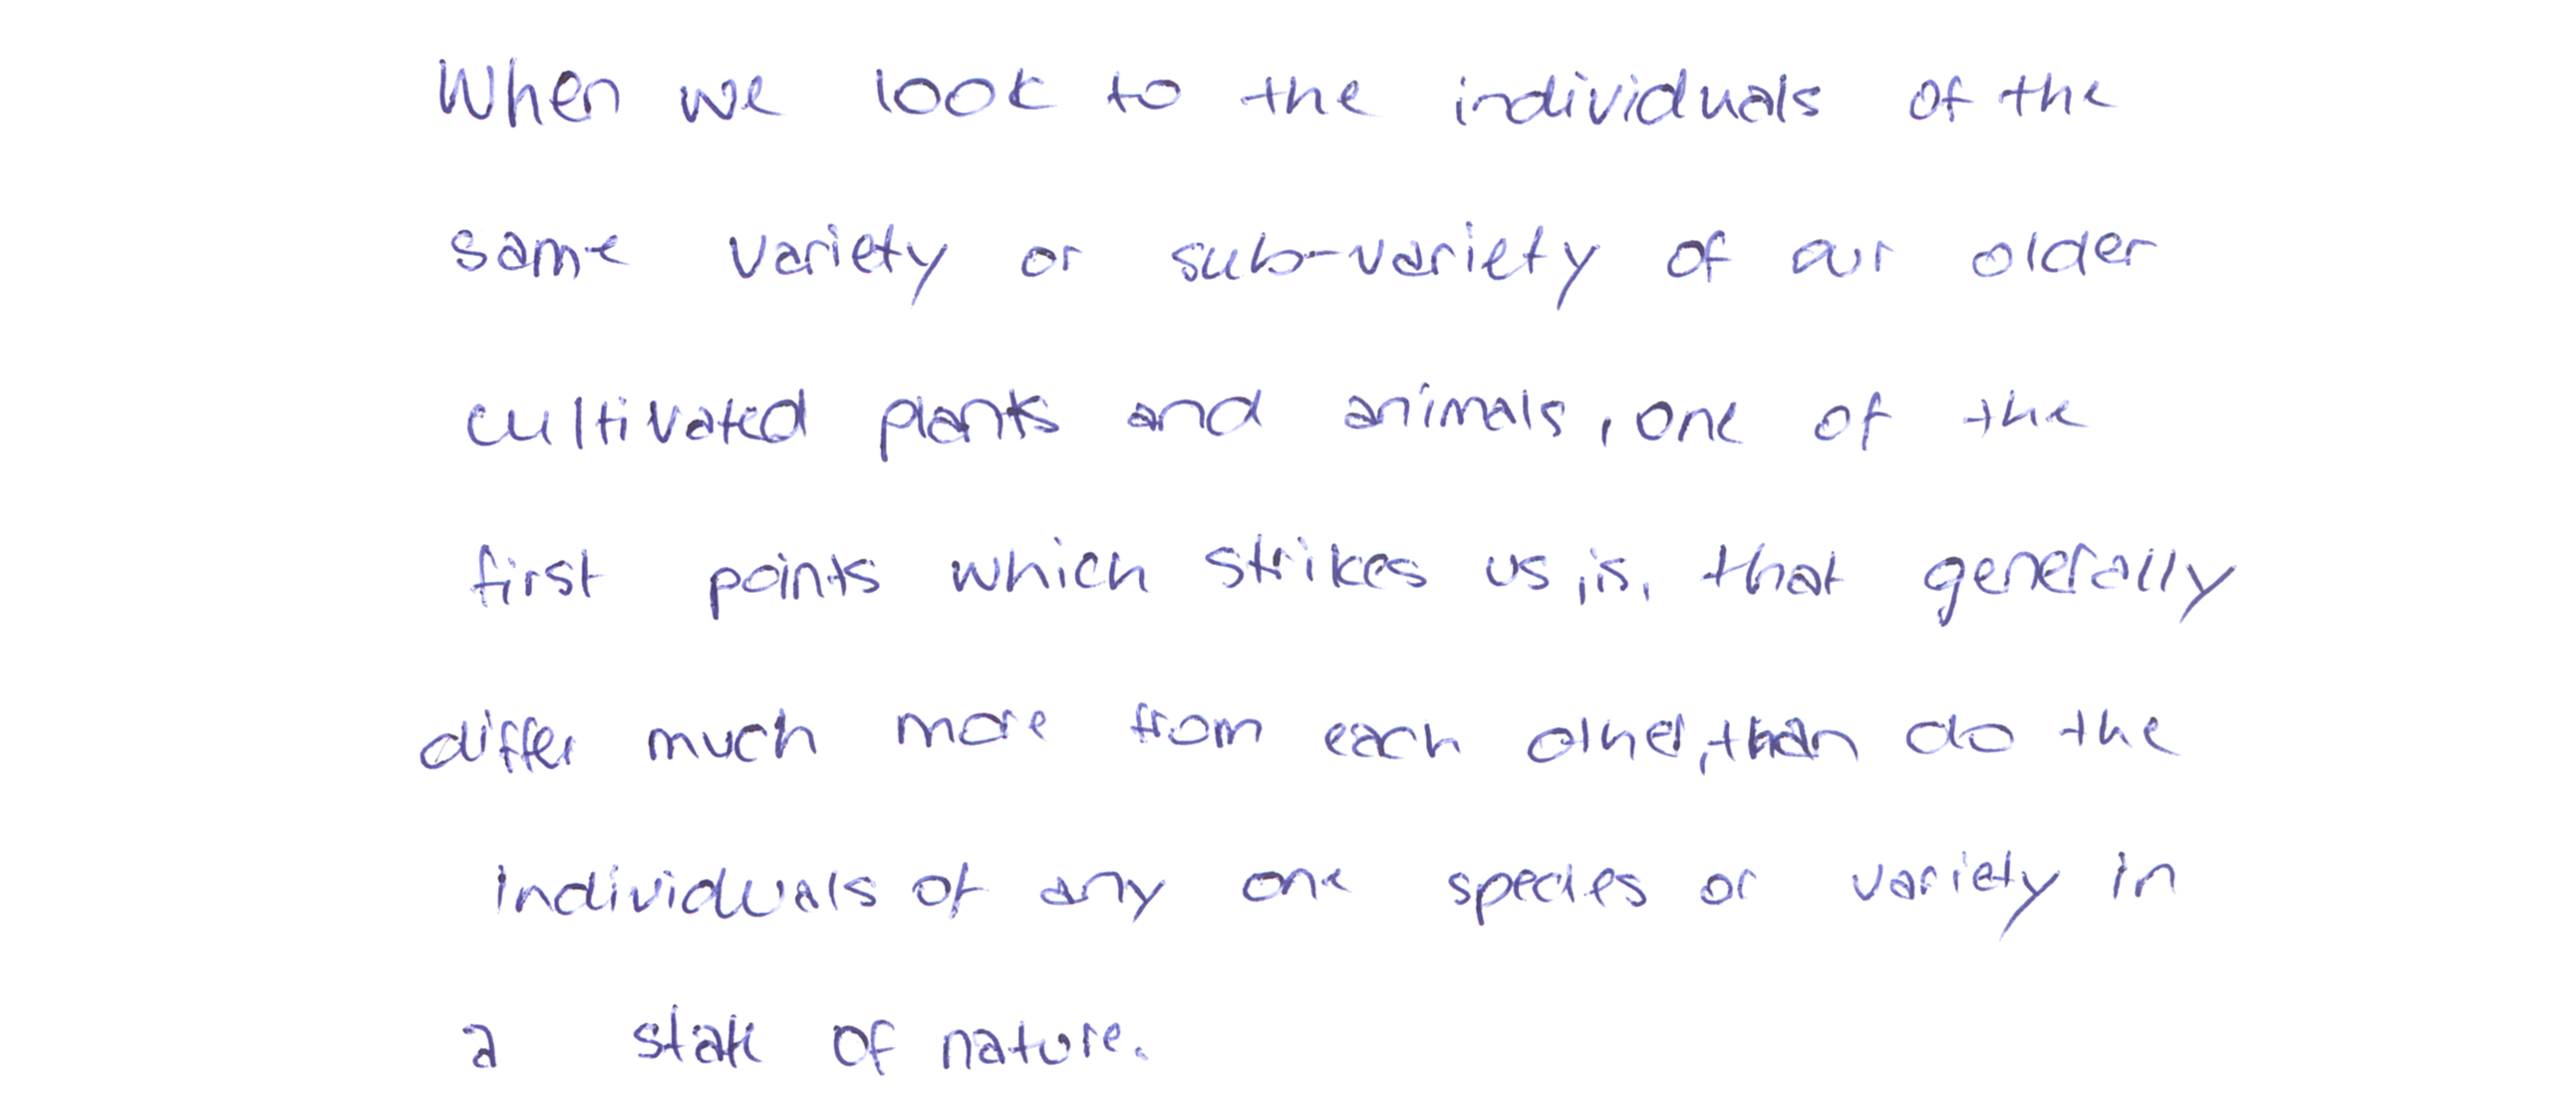 When we look to the individuals of the
same variety or sub-variety of our older
cultivated plants and animals, one of the
first points which strikes us, is, that generally
differ much more from each other, than do the
individuals of any one species or variety in
a state of nature.